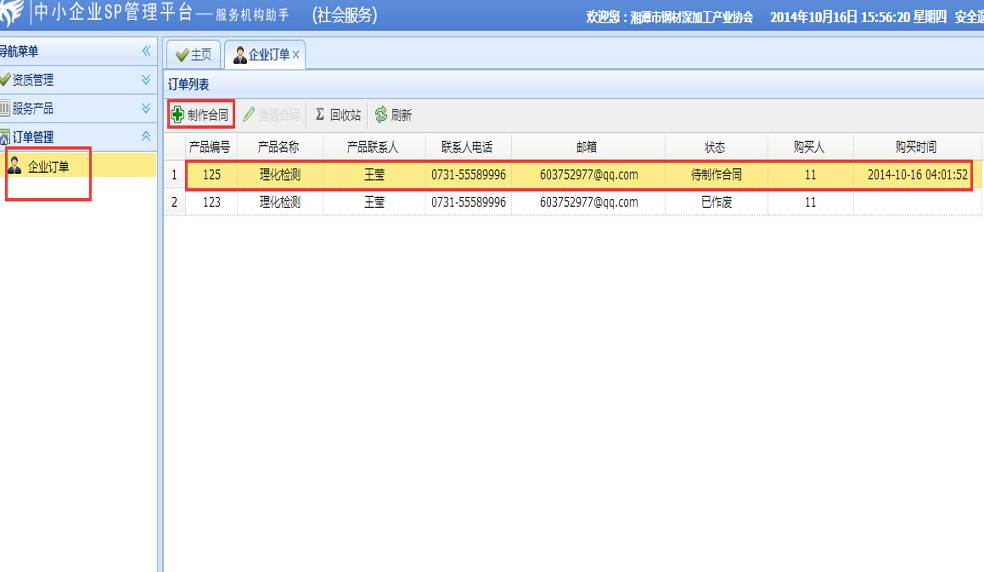 中小企业SP管理平台—服务机构助手 (社会服务) 欢迎您：湘潭市钢材深加工产业协会 2014年10月16日 15:56:20 星期四 安全退
导航菜单
资质管理
服务产品
订单管理
企业订单
主页 企业订单
订单列表
制作合同 查看合同 Σ 回收站 刷新
产品编号 产品名称 产品联系人 联系人电话 邮箱 状态 购买人 购买时间
1 125 理化检测 王莹 0731-55589996 603752977@qq.com 待制作合同 11 2014-10-16 04:01:52
2 123 理化检测 王莹 0731-55589996 603752977@qq.com 已作废 11